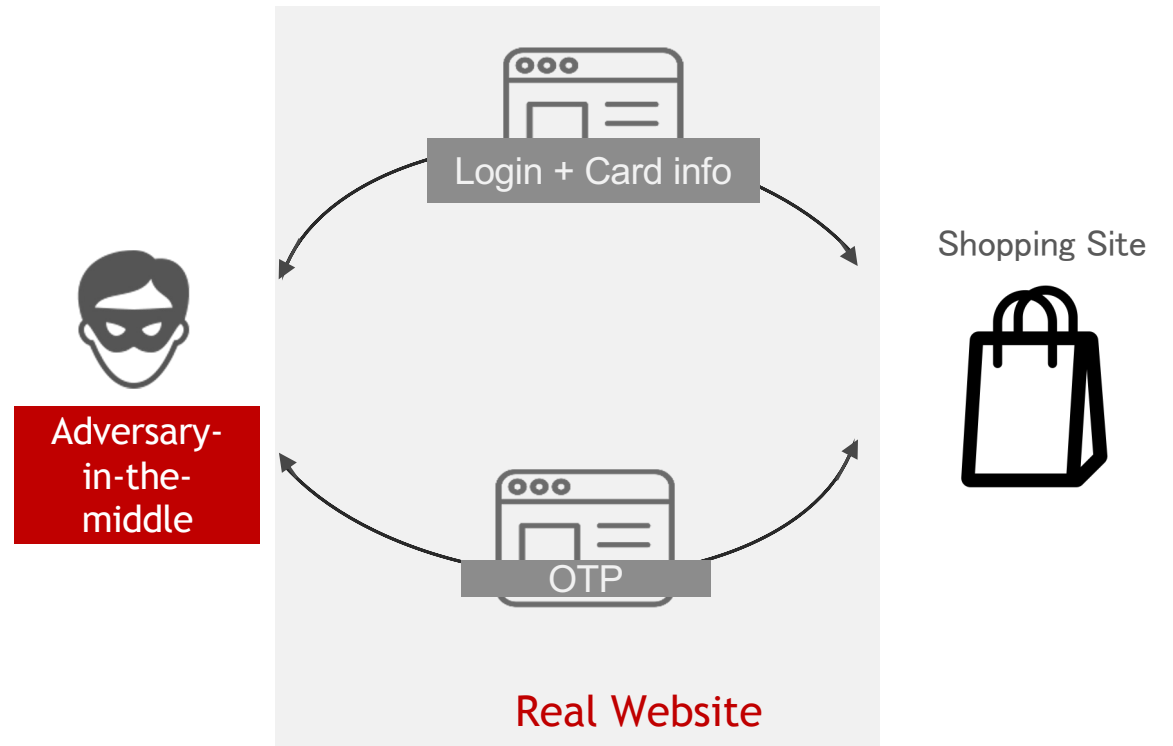 Login + Card info
Shopping Site
Adversary-
in-the-
middle
OTP
Real Website